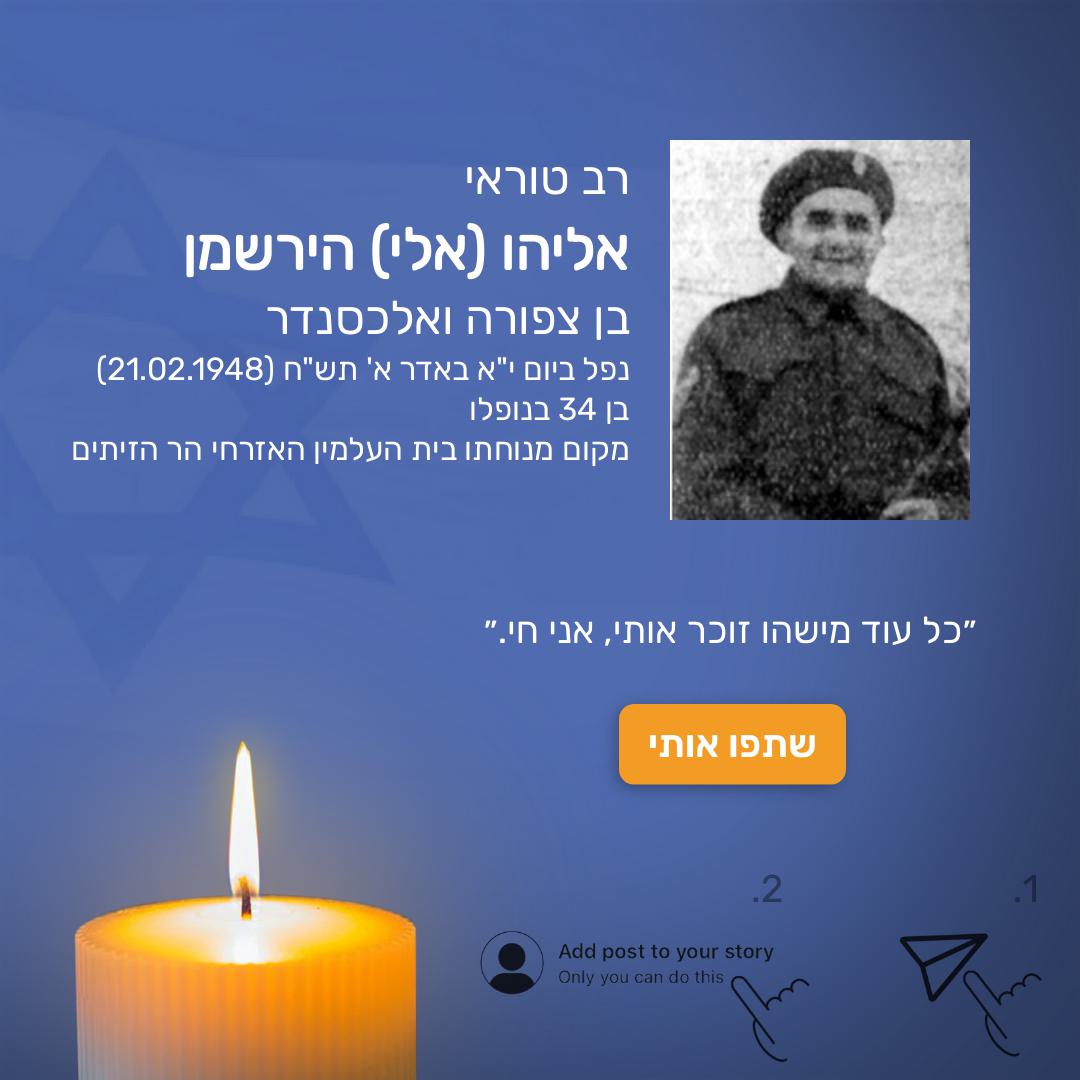 רב טוראי
אליהו (אלי) הירשמן
בן צפורה ואלכסנדר
נפל ביום י"א באדר א' תש"ח (21.02.1948)
בן 34 בנופלו
מקום מנוחתו בית העלמין האזרחי הר הזיתים
״כל עוד מישהו זוכר אותי, אני חי.״
שתפו אותי
1.
2.
Add post to your story
Only you can do this